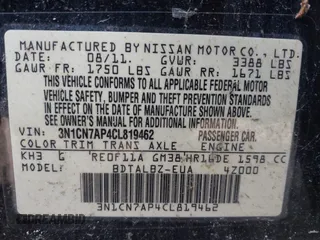 MANUFACTURED BY NISSAN MOTOR CO., LTD.
DATE: 08/11. GVWR: 3388 LBS
GAWR FR: 1750 LBS GAWR RR: 1671 LBS
THIS VEHICLE CONFORMS TO ALL APPLICABLE FEDERAL
MOTOR VEHICLE SAFETY, BUMPER AND THEFT PREVENTION STANDARDS
IN EFFECT ON THE DATE OF MANUFACTURE SHOWN ABOVE.
SEE OWNER'S MANUAL FOR ADDITIONAL INFORMATION.
VIN: 3N1CN7AP4CL819462 PASSENGER CAR.
COLOR TRIM TRANS AXLE ENGINE
KH3 G RE0F11A GM38 HR16DE 1598 CC
MODEL BDTALBZ-EUA 4Z000
3N1CN7AP4CL819462